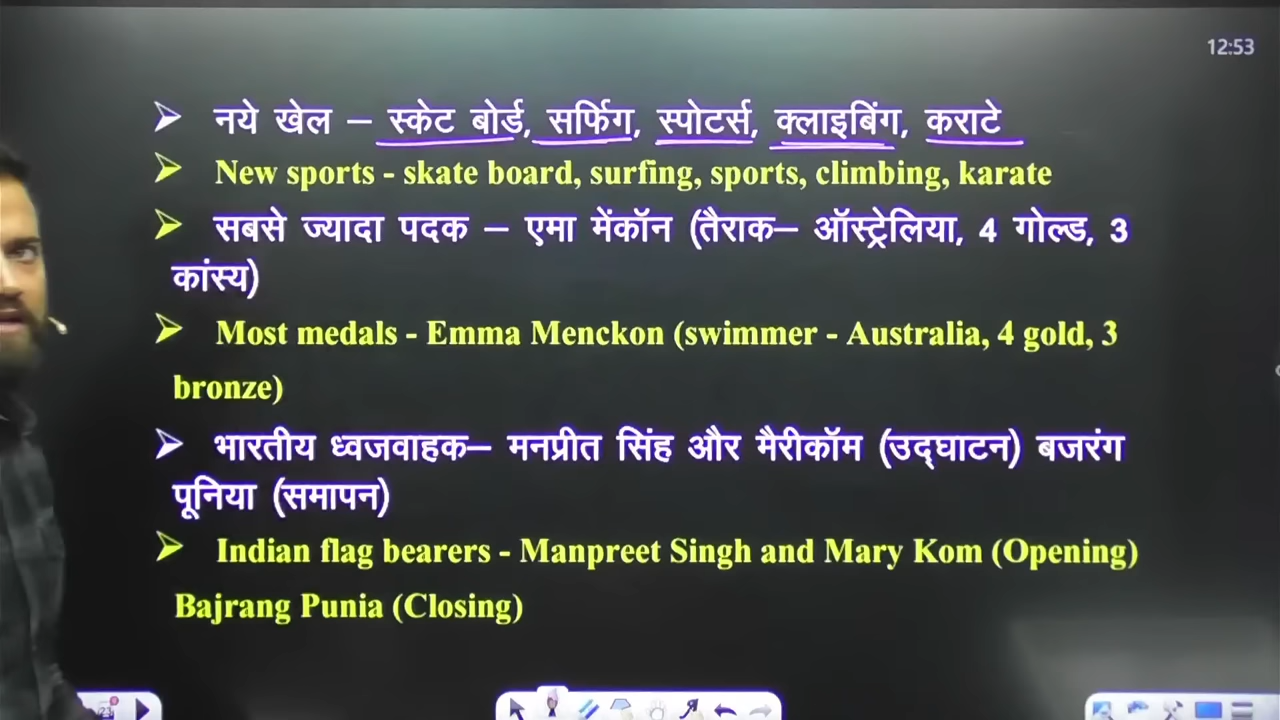 12:53
➢ नये खेल – स्केट बोर्ड, सर्फिग, स्पोटर्स, क्लाइबिंग, कराटे
➢ New sports - skate board, surfing, sports, climbing, karate
➢ सबसे ज्यादा पदक – एमा मेंकॉन (तैराक– ऑस्ट्रेलिया, 4 गोल्ड, 3
कांस्य)
➢ Most medals - Emma Menckon (swimmer - Australia, 4 gold, 3
bronze)
➢ भारतीय ध्वजवाहक– मनप्रीत सिंह और मैरीकॉम (उद्घाटन) बजरंग
पूनिया (समापन)
➢ Indian flag bearers - Manpreet Singh and Mary Kom (Opening)
Bajrang Punia (Closing)